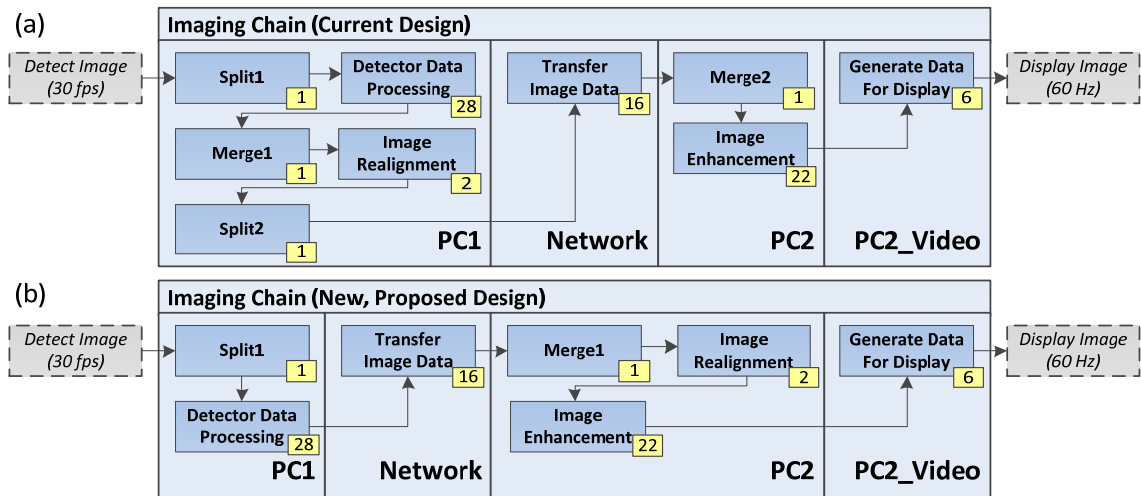 (a)
Imaging Chain (Current Design)
Detect Image
(30 fps)
Split1
1
Detector Data
Processing
28
Merge1
1
Image
Realignment
2
Split2
1
PC1
Transfer
Image Data
16
Network
Merge2
1
Image
Enhancement
22
PC2
Generate Data
For Display
6
PC2_Video
Display Image
(60 Hz)
(b)
Imaging Chain (New, Proposed Design)
Detect Image
(30 fps)
Split1
1
Detector Data
Processing
28
PC1
Transfer
Image Data
16
Network
Merge1
1
Image
Realignment
2
Image
Enhancement
22
PC2
Generate Data
For Display
6
PC2_Video
Display Image
(60 Hz)